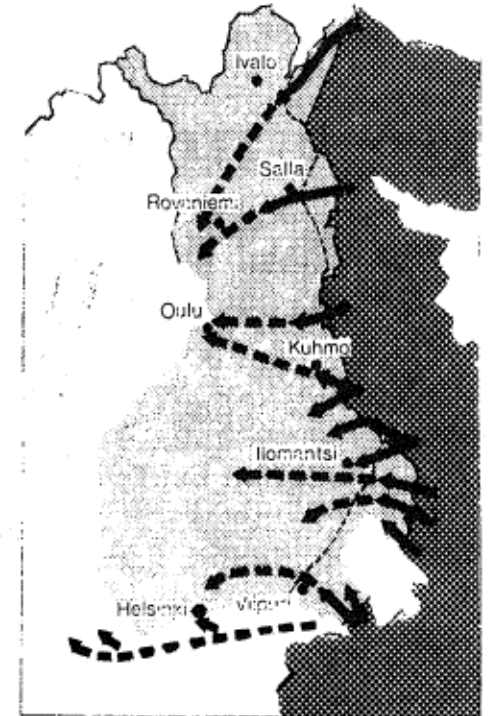 Ivalo
Salla
Rovaniemi
Oulu
Kuhmo
Ilomantsi
Helsinki
Viipuri